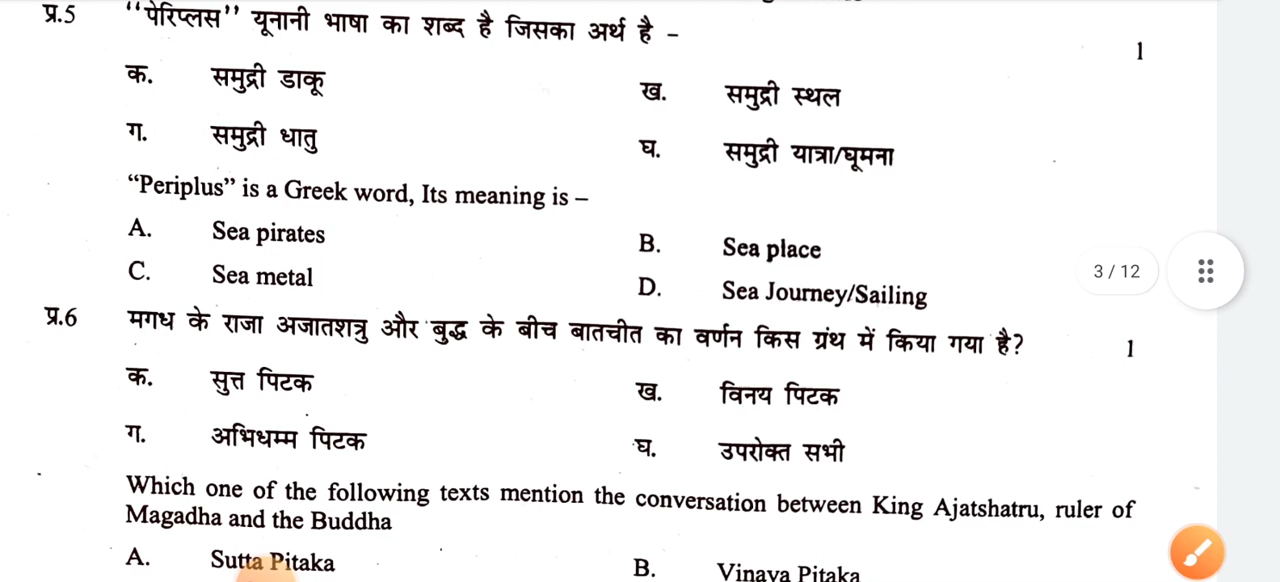 प्र.5 “पेरिप्लस” यूनानी भाषा का शब्द है जिसका अर्थ है - 1
क. समुद्री डाकू ख. समुद्री स्थल
ग. समुद्री धातु घ. समुद्री यात्रा/घूमना
“Periplus” is a Greek word, Its meaning is –
A. Sea pirates B. Sea place
C. Sea metal D. Sea Journey/Sailing
3 / 12
प्र.6 मगध के राजा अजातशत्रु और बुद्ध के बीच बातचीत का वर्णन किस ग्रंथ में किया गया है? 1
क. सुत्त पिटक ख. विनय पिटक
ग. अभिधम्म पिटक घ. उपरोक्त सभी
Which one of the following texts mention the conversation between King Ajatshatru, ruler of
Magadha and the Buddha
A. Sutta Pitaka B. Vinaya Pitaka